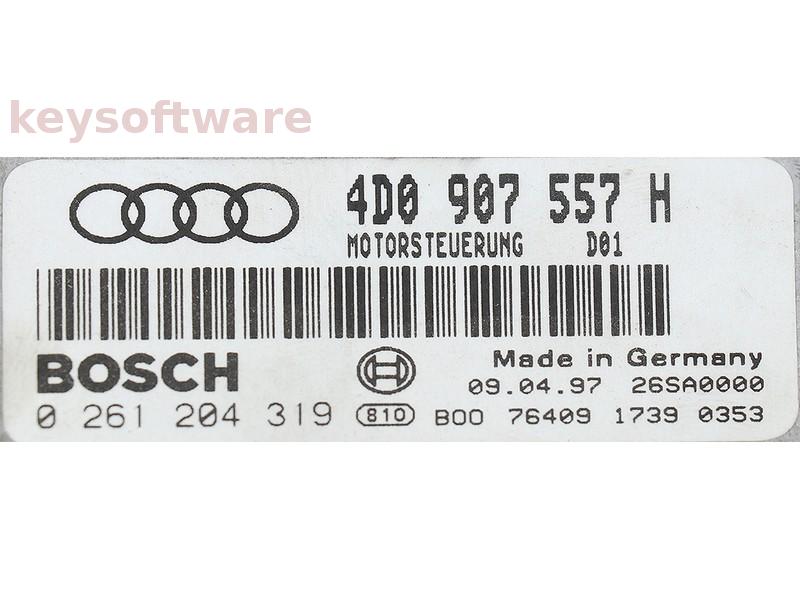 keysoftware
4D0 907 557 H
MOTORSTEUERUNG D01
BOSCH
Made in Germany
09.04.97 26SA0000
0 261 204 319 810 B00 76409 1739 0353